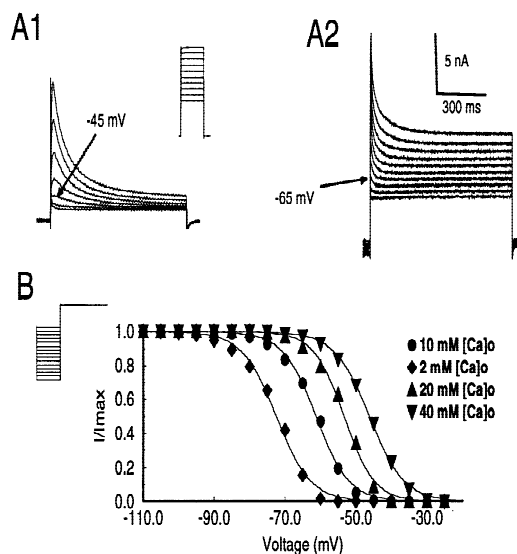 A1
A2
5 nA
300 ms
-45 mV
-65 mV
B
10 mM [Ca]o
2 mM [Ca]o
20 mM [Ca]o
40 mM [Ca]o
I/Imax
1.0
0.8
0.6
0.4
0.2
0.0
-110.0 -90.0 -70.0 -50.0 -30.0
Voltage (mV)